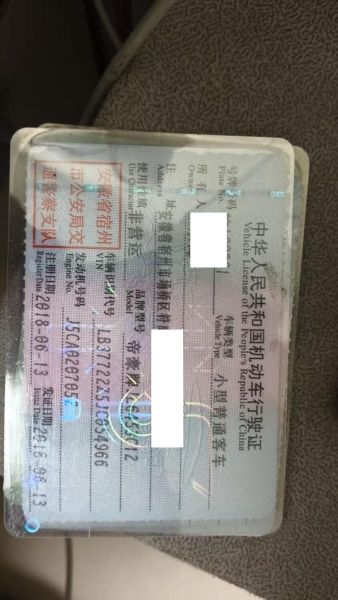 中华人民共和国机动车行驶证
Vehicle License of the People's Republic of China
号牌号码
Plate No.
车辆类型 小型普通客车
Vehicle Type
所有人
Owner
住址 安徽省宿州市埇桥区
Address
使用性质 非营运
Use Character
品牌型号 帝豪牌
Model
安徽省宿州
市公安局交
通警察支队
车辆识别代号 LB37722Z5JC034966
VIN
发动机号码 J5CA0207052
Engine No.
注册日期 2018-06-13
Register Date
发证日期 2018-06-13
Issue Date